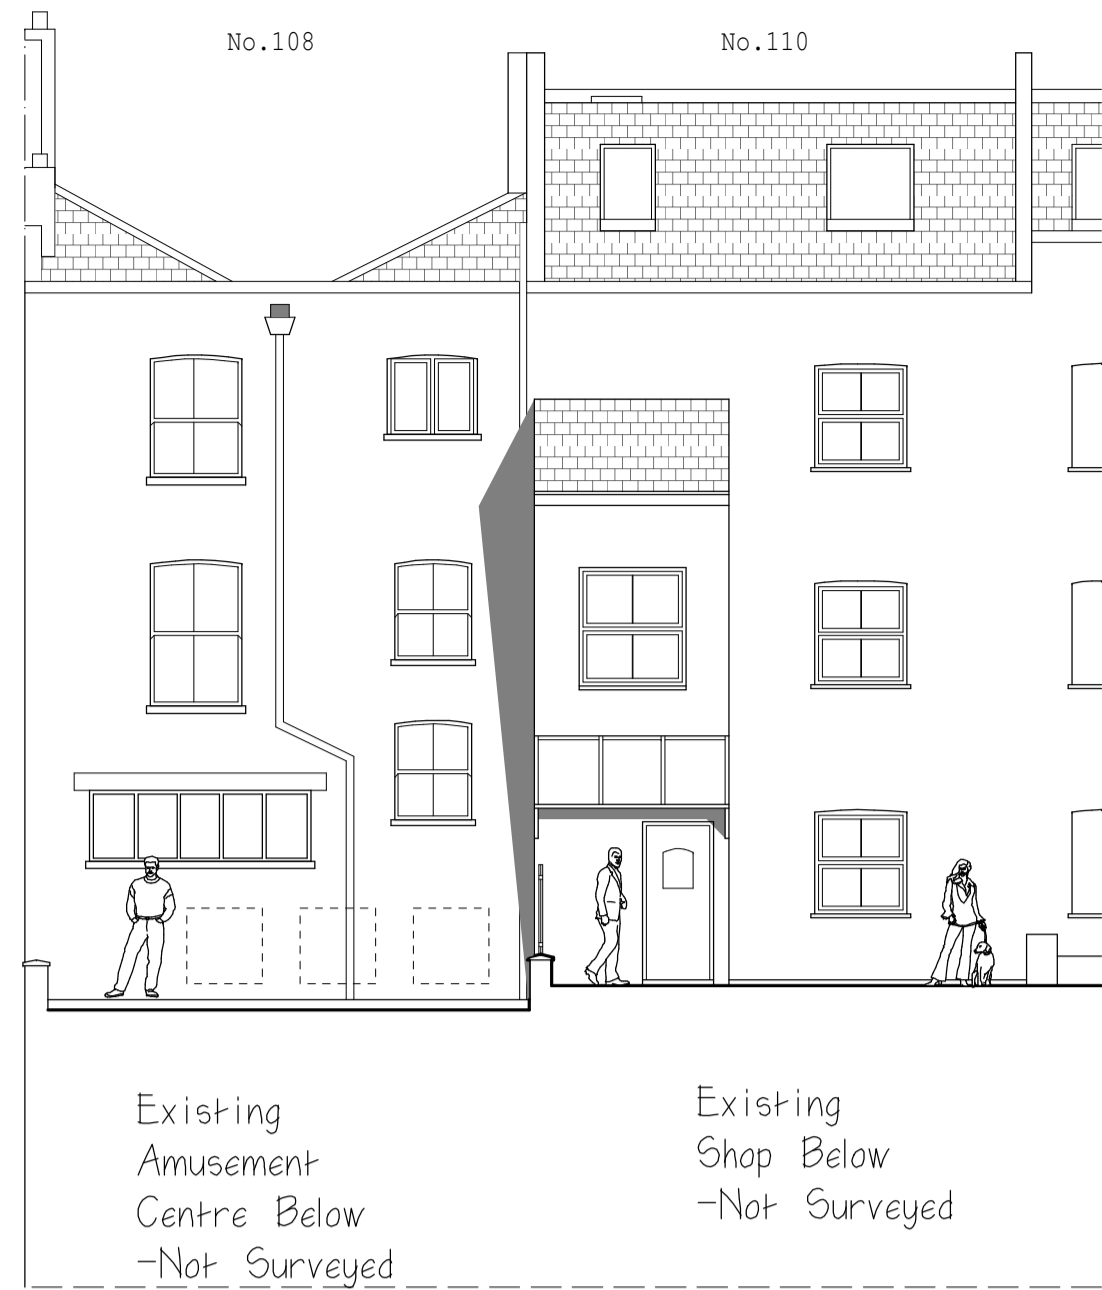 No.108
No.110
Existing
Amusement
Centre Below
-Not Surveyed
Existing
Shop Below
-Not Surveyed